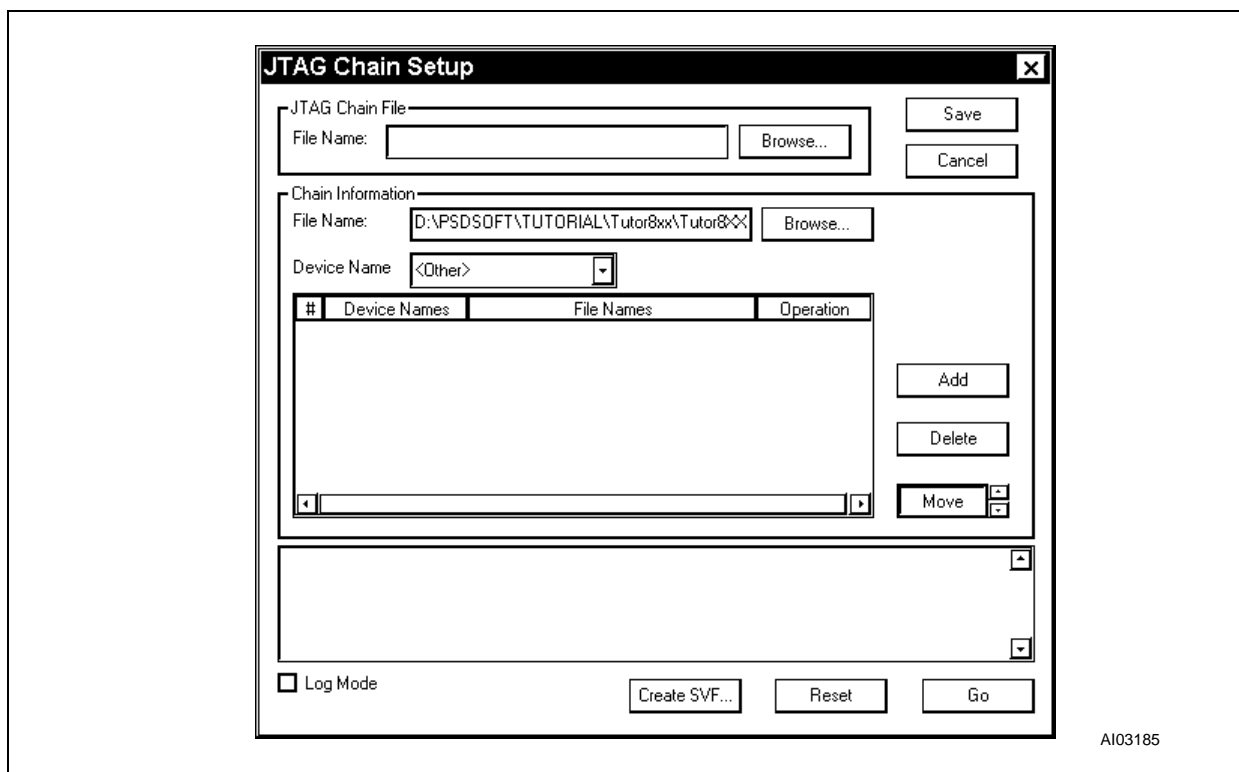 JTAG Chain Setup
JTAG Chain File
File Name:
Browse...
Save
Cancel
Chain Information
File Name:
D:\PSDSOFT\TUTORIAL\Tutor8xx\Tutor8XX
Browse...
Device Name
<Other>
# Device Names File Names Operation
Add
Delete
Move
Log Mode
Create SVF...
Reset
Go
AI03185